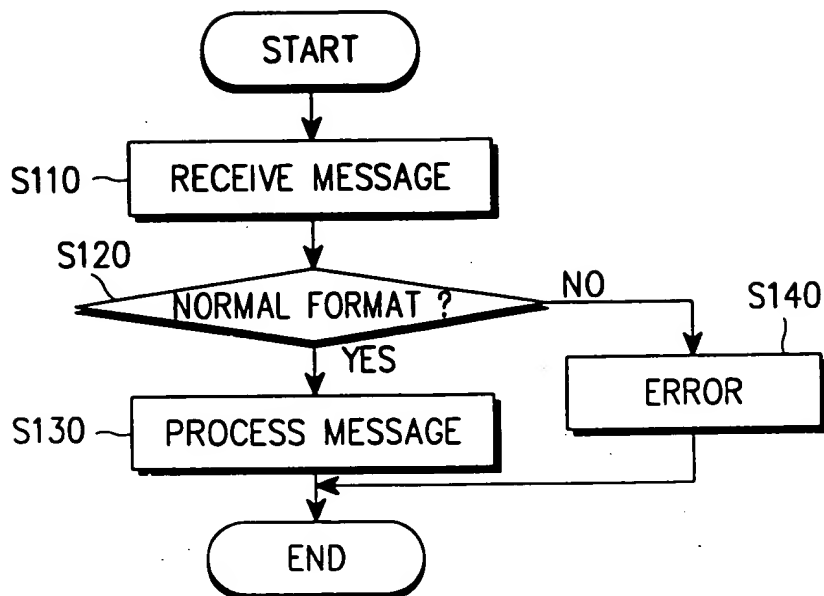 START
S110
RECEIVE MESSAGE
S120
NORMAL FORMAT ?
NO
S140
YES
ERROR
S130
PROCESS MESSAGE
END